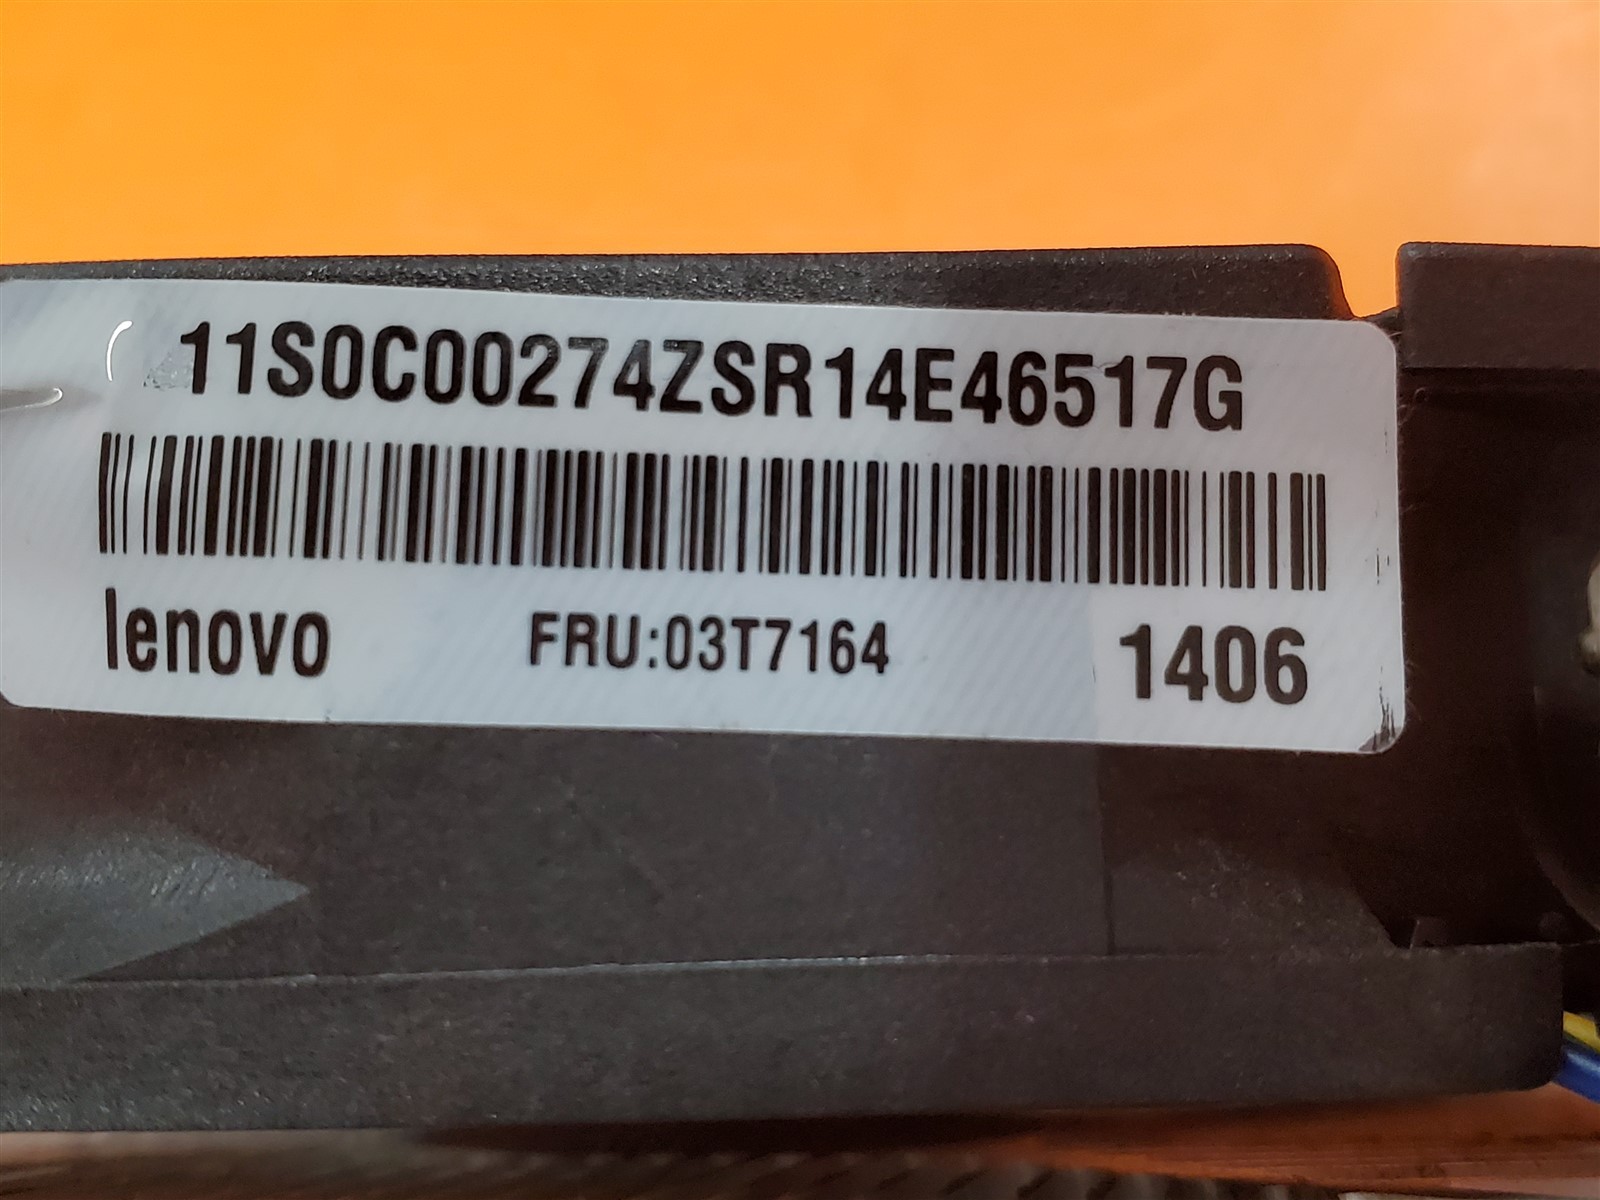 11S0C00274ZSR14E46517G
lenovo FRU:03T7164 1406